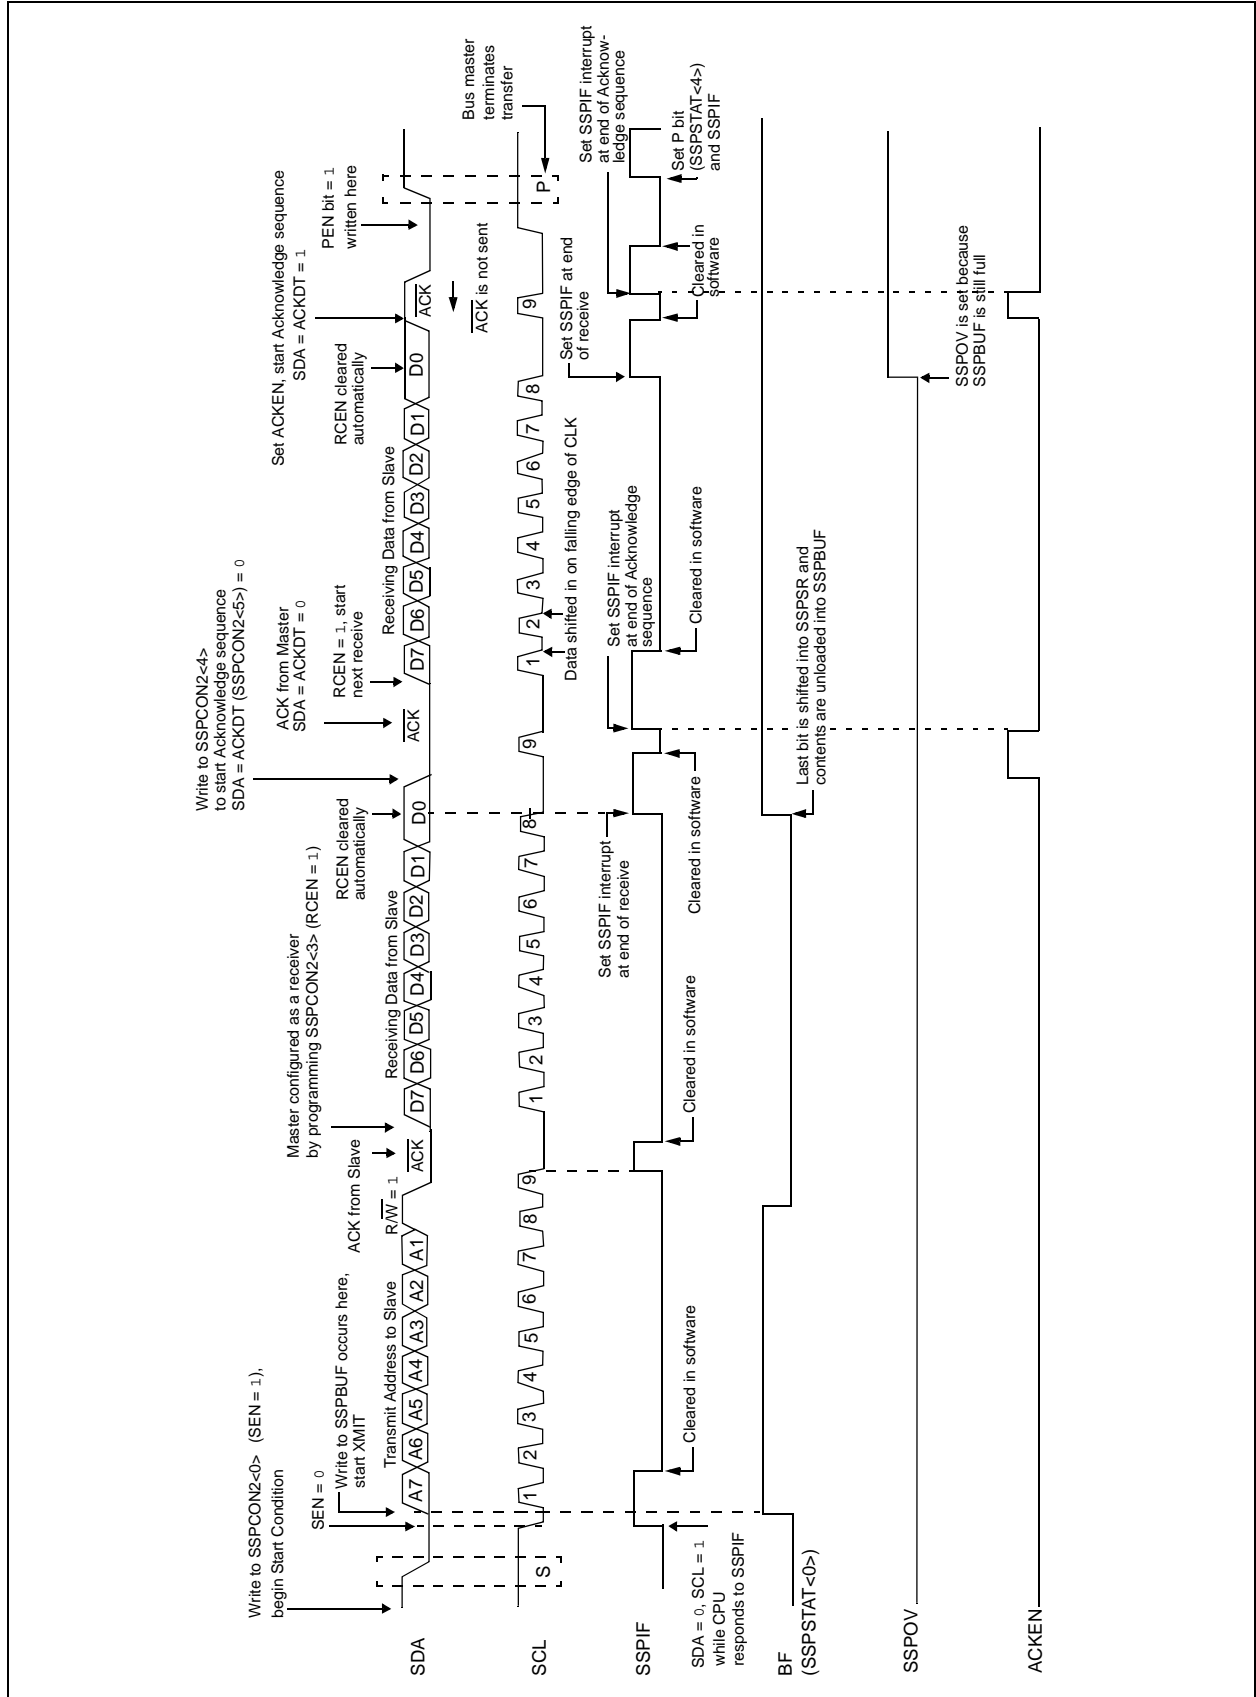 Write to SSPCON2<4>
to start Acknowledge sequence
SDA = ACKDT (SSPCON2<5>) = 0
Write to SSPCON2<0> (SEN = 1),
begin Start Condition
Master configured as a receiver
by programming SSPCON2<3> (RCEN = 1)
ACK from Master
SDA = ACKDT = 0
Set ACKEN, start Acknowledge sequence
SDA = ACKDT = 1
SEN = 0
Write to SSPBUF occurs here,
start XMIT
ACK from Slave
RCEN cleared
automatically
RCEN = 1, start
next receive
RCEN cleared
automatically
PEN bit = 1
written here
Transmit Address to Slave
R/W = 1
Receiving Data from Slave
Receiving Data from Slave
SDA
A7 A6 A5 A4 A3 A2 A1
ACK
D7 D6 D5 D4 D3 D2 D1 D0
ACK
D7 D6 D5 D4 D3 D2 D1 D0
ACK
ACK is not sent
Bus master
terminates
transfer
SCL
S
1 2 3 4 5 6 7 8 9
1 2 3 4 5 6 7 8 9
1 2 3 4 5 6 7 8 9
P
Data shifted in on falling edge of CLK
Set SSPIF interrupt
at end of receive
Set SSPIF interrupt
at end of Acknowledge
sequence
Set SSPIF at end
of receive
Set SSPIF interrupt
at end of Acknow-
ledge sequence
SSPIF
SDA = 0, SCL = 1
while CPU
responds to SSPIF
Cleared in software
Cleared in software
Cleared in software
Cleared in software
Cleared in
software
Set P bit
(SSPSTAT<4>)
and SSPIF
BF
(SSPSTAT<0>)
Last bit is shifted into SSPSR and
contents are unloaded into SSPBUF
SSPOV
SSPOV is set because
SSPBUF is still full
ACKEN